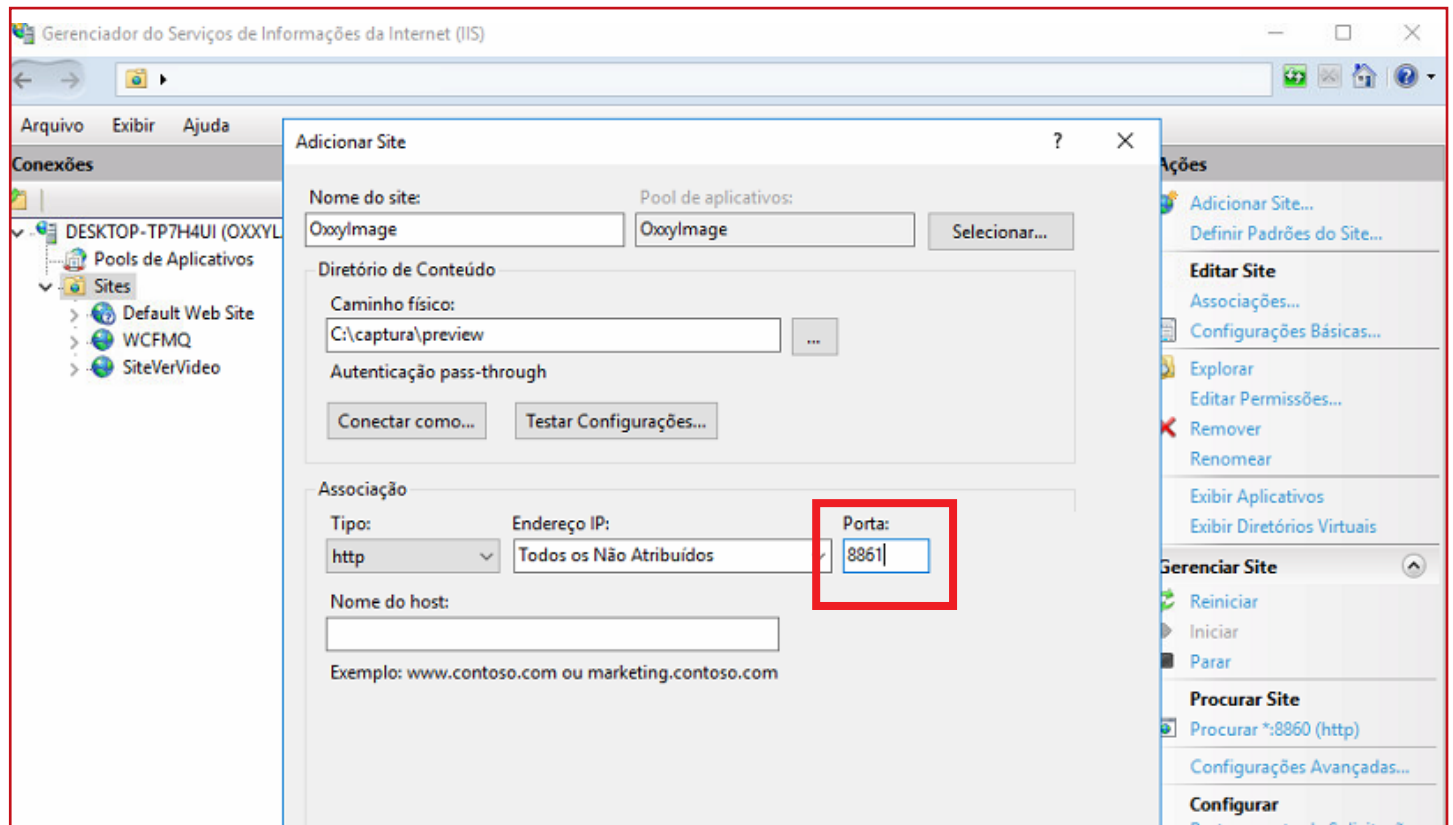 Gerenciador do Serviços de Informações da Internet (IIS)
Arquivo Exibir Ajuda
Conexões
DESKTOP-TP7H4UI (OXXYL
Pools de Aplicativos
Sites
Default Web Site
WCFMQ
SiteVerVideo
Adicionar Site
?
Nome do site:
Pool de aplicativos:
OxxyImage
OxxyImage
Selecionar...
Diretório de Conteúdo
Caminho físico:
C:\captura\preview
...
Autenticação pass-through
Conectar como...
Testar Configurações...
Associação
Tipo:
Endereço IP:
Porta:
http
Todos os Não Atribuídos
8861
Nome do host:
Exemplo: www.contoso.com ou marketing.contoso.com
Ações
Adicionar Site...
Definir Padrões do Site...
Editar Site
Associações...
Configurações Básicas...
Explorar
Editar Permissões...
Remover
Renomear
Exibir Aplicativos
Exibir Diretórios Virtuais
Gerenciar Site
Reiniciar
Iniciar
Parar
Procurar Site
Procurar *:8860 (http)
Configurações Avançadas...
Configurar